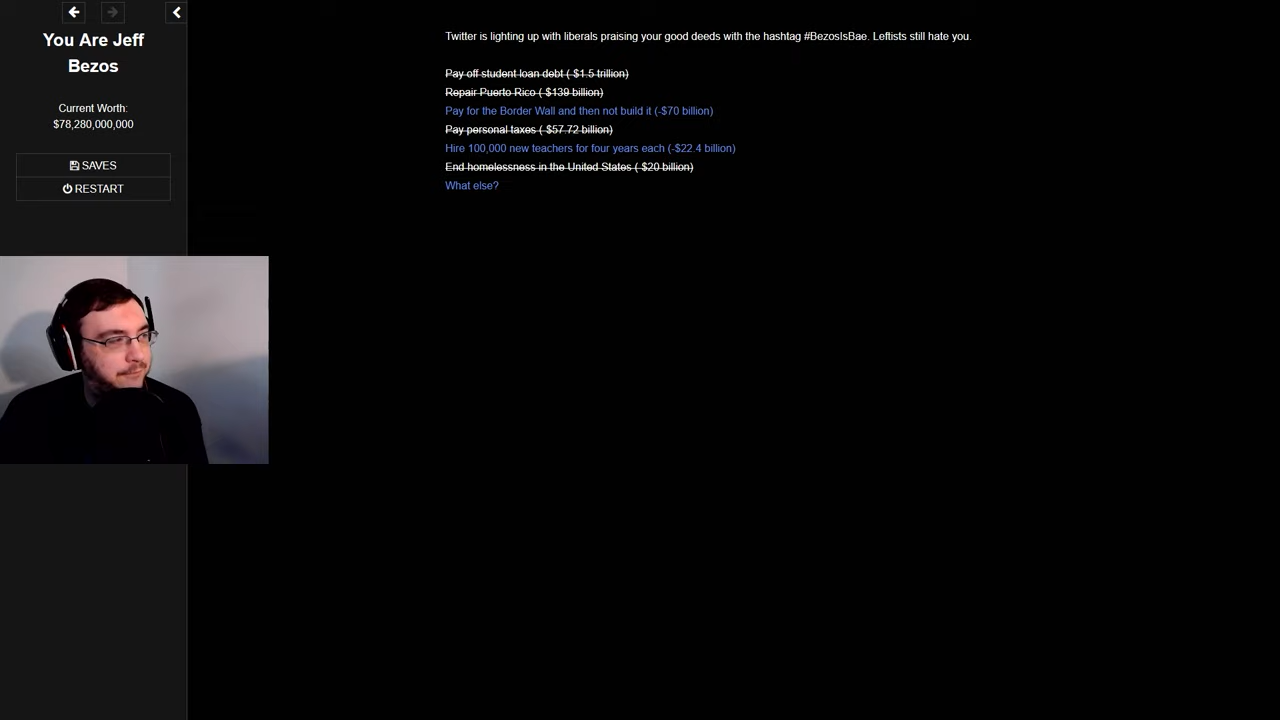 You Are Jeff
Bezos
Current Worth:
$78,280,000,000
SAVES
RESTART
Twitter is lighting up with liberals praising your good deeds with the hashtag #BezosIsBae. Leftists still hate you.
Pay off student loan debt ( $1.5 trillion)
Repair Puerto Rico ( $139 billion)
Pay for the Border Wall and then not build it (-$70 billion)
Pay personal taxes ( $57.72 billion)
Hire 100,000 new teachers for four years each (-$22.4 billion)
End homelessness in the United States ( $20 billion)
What else?